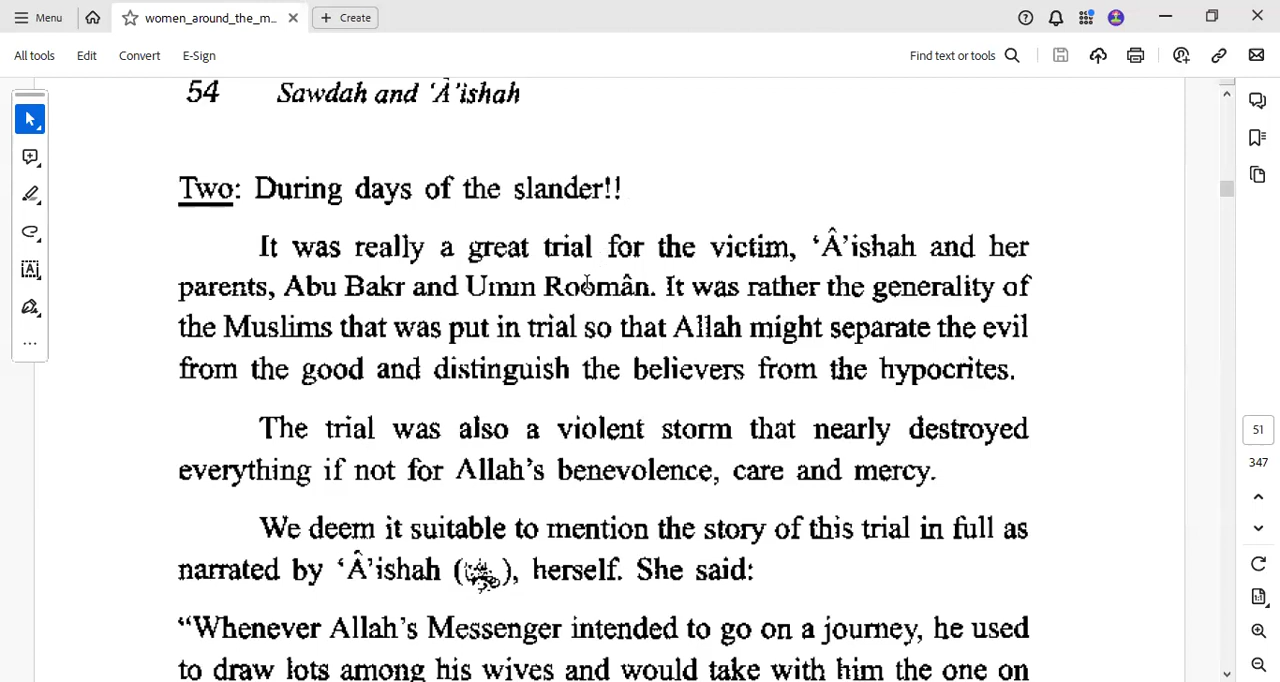 Menu
women_around_the_m...
Create
All tools Edit Convert E-Sign
Find text or tools
54 Sawdah and ‘Â’ishah
Two: During days of the slander!!
It was really a great trial for the victim, ‘Â’ishah and her
parents, Abu Bakr and Umm Roomân. It was rather the generality of
the Muslims that was put in trial so that Allah might separate the evil
from the good and distinguish the believers from the hypocrites.
The trial was also a violent storm that nearly destroyed
everything if not for Allah’s benevolence, care and mercy.
We deem it suitable to mention the story of this trial in full as
narrated by ‘Â’ishah (), herself. She said:
“Whenever Allah’s Messenger intended to go on a journey, he used
to draw lots among his wives and would take with him the one on
51
347